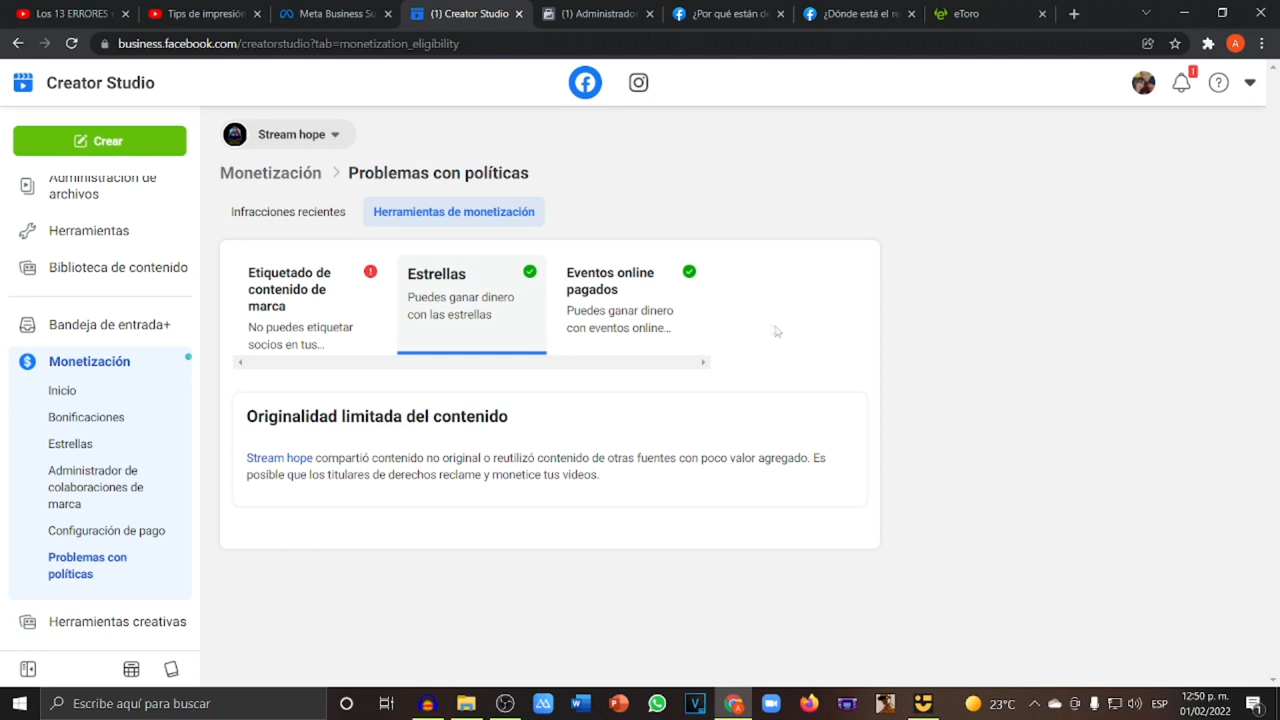 Los 13 ERRORES
Tips de impresión
Meta Business Su
(1) Creator Studio
(1) Administrador
¿Por qué están de
¿Dónde está el re
eToro
business.facebook.com/creatorstudio?tab=monetization_eligibility
A
Creator Studio
1
Crear
Stream hope
Administración de
archivos
Herramientas
Biblioteca de contenido
Bandeja de entrada+
Monetización
Inicio
Bonificaciones
Estrellas
Administrador de
colaboraciones de
marca
Configuración de pago
Problemas con
políticas
Herramientas creativas
Monetización > Problemas con políticas
Infracciones recientes
Herramientas de monetización
Etiquetado de
contenido de
marca
No puedes etiquetar
socios en tus...
Estrellas
Puedes ganar dinero
con las estrellas
Eventos online
pagados
Puedes ganar dinero
con eventos online...
Originalidad limitada del contenido
Stream hope compartió contenido no original o reutilizó contenido de otras fuentes con poco valor agregado. Es
posible que los titulares de derechos reclame y monetice tus videos.
Escribe aquí para buscar
23°C
ESP
12:50 p. m.
01/02/2022
1